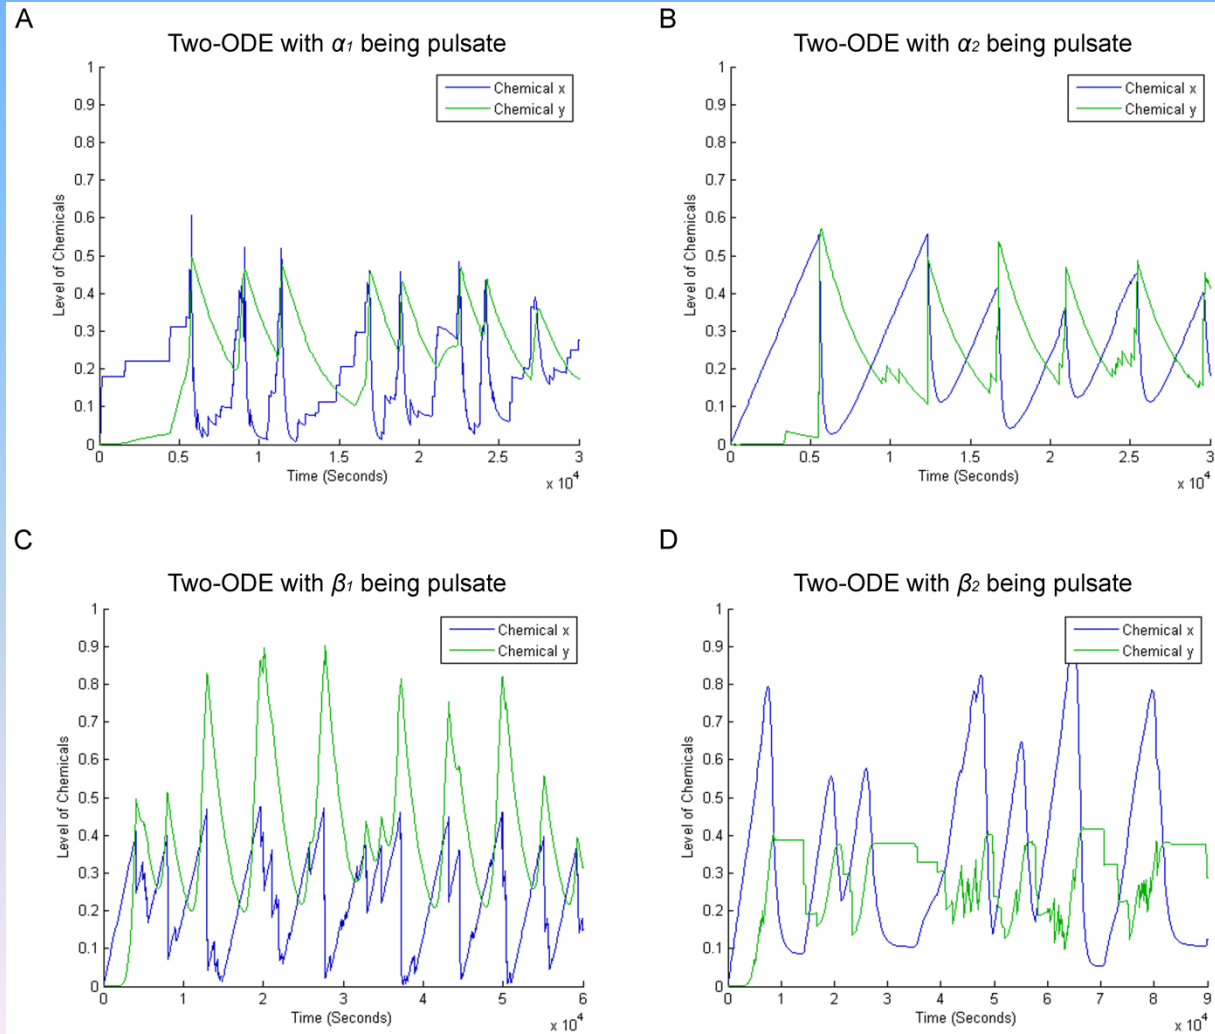 A
Two-ODE with α1 being pulsate
1
0.9
0.8
0.7
0.6
0.5
0.4
0.3
0.2
0.1
0
Level of Chemicals
Chemical x
Chemical y
0 0.5 1 1.5 2 2.5 3
Time (Seconds)
x 10^4
B
Two-ODE with α2 being pulsate
1
0.9
0.8
0.7
0.6
0.5
0.4
0.3
0.2
0.1
0
Level of Chemicals
Chemical x
Chemical y
0 0.5 1 1.5 2 2.5 3
Time (Seconds)
x 10^4
C
Two-ODE with β1 being pulsate
1
0.9
0.8
0.7
0.6
0.5
0.4
0.3
0.2
0.1
0
Level of Chemicals
Chemical x
Chemical y
0 1 2 3 4 5 6
Time (Seconds)
x 10^4
D
Two-ODE with β2 being pulsate
1
0.9
0.8
0.7
0.6
0.5
0.4
0.3
0.2
0.1
0
Level of Chemicals
Chemical x
Chemical y
0 1 2 3 4 5 6 7 8 9
Time (Seconds)
x 10^4